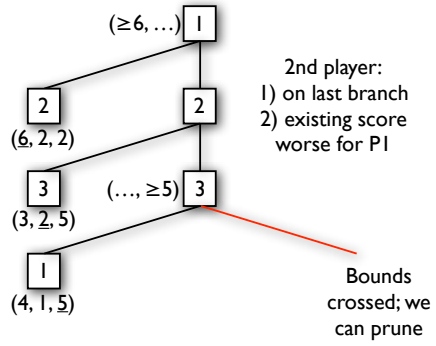 (≥6, ...) 1
2nd player:
1) on last branch
2) existing score
worse for P1
2 2
(6, 2, 2)
3 (..., ≥5) 3
(3, 2, 5)
1
(4, 1, 5)
Bounds
crossed; we
can prune